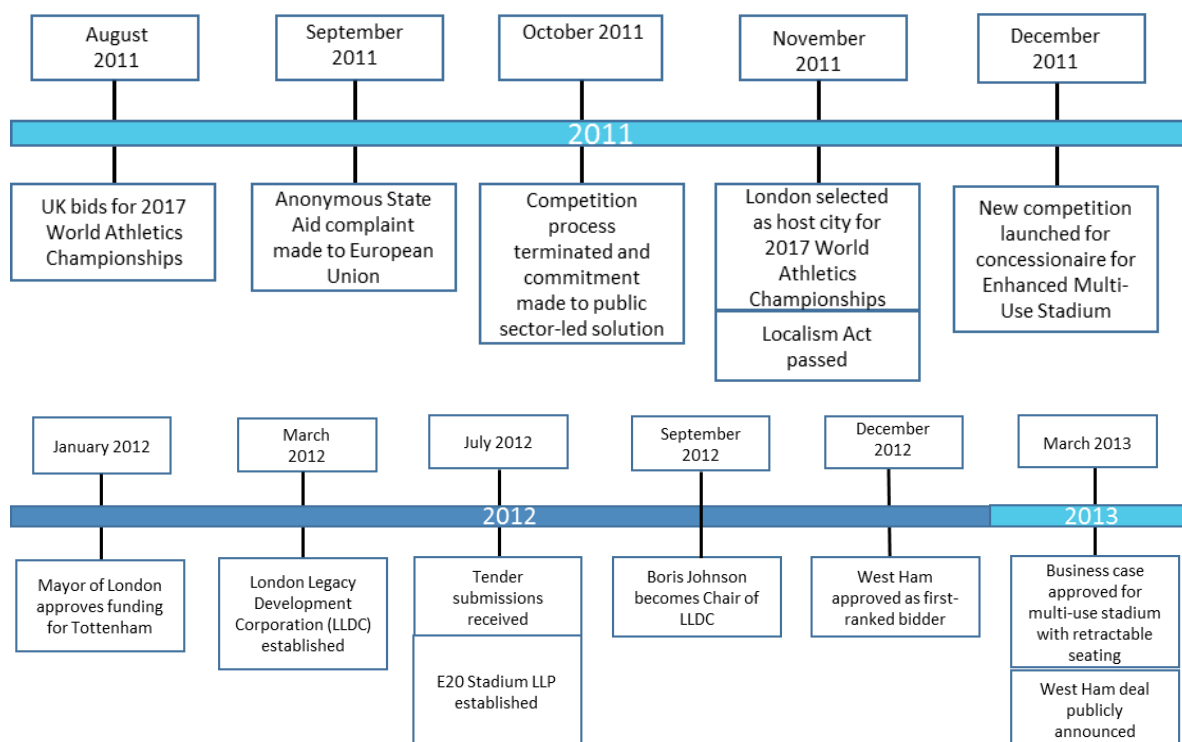 August
2011
September
2011
October 2011
November
2011
December
2011
2011
UK bids for 2017
World Athletics
Championships
Anonymous State
Aid complaint
made to European
Union
Competition
process
terminated and
commitment
made to public
sector-led solution
London selected
as host city for
2017 World
Athletics
Championships
Localism Act
passed
New competition
launched for
concessionaire for
Enhanced Multi-
Use Stadium
January 2012
March
2012
July 2012
September
2012
December
2012
March 2013
2012
2013
Mayor of London
approves funding
for Tottenham
London Legacy
Development
Corporation (LLDC)
established
Tender
submissions
received
E20 Stadium LLP
established
Boris Johnson
becomes Chair of
LLDC
West Ham
approved as first-
ranked bidder
Business case
approved for
multi-use stadium
with retractable
seating
West Ham deal
publicly
announced